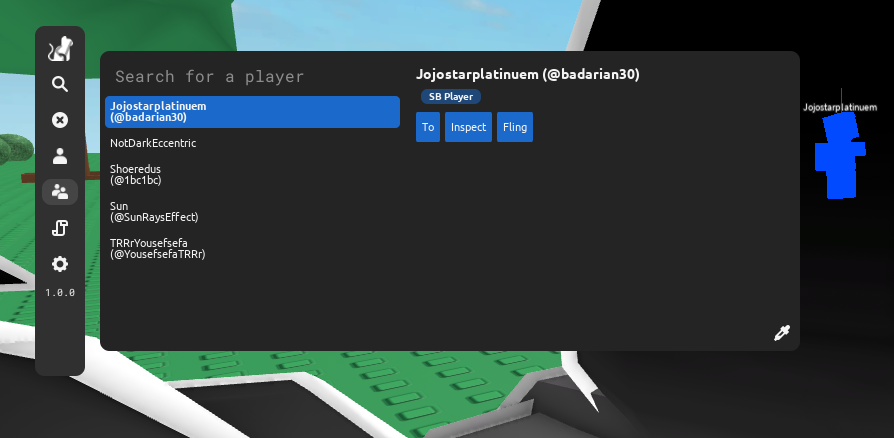 Search for a player
Jojostarplatinuem
(@badarian30)
NotDarkEccentric
Shoeredus
(@1bc1bc)
Sun
(@SunRaysEffect)
TRRrYousefsefa
(@YousefsefaTRRr)
1.0.0
Jojostarplatinuem (@badarian30)
SB Player
To Inspect Fling
Jojostarplatinuem